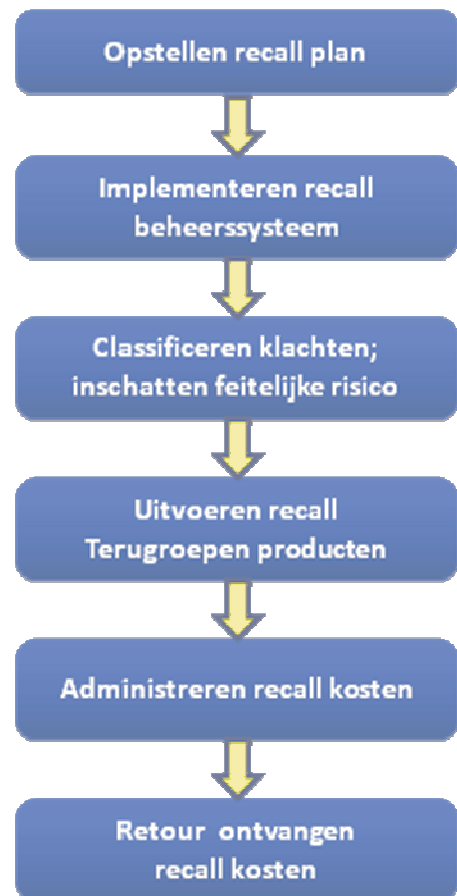 Opstellen recall plan
Implementeren recall
beheerssysteem
Classificeren klachten;
inschatten feitelijke risico
Uitvoeren recall
Terugroepen producten
Administreren recall kosten
Retour ontvangen
recall kosten